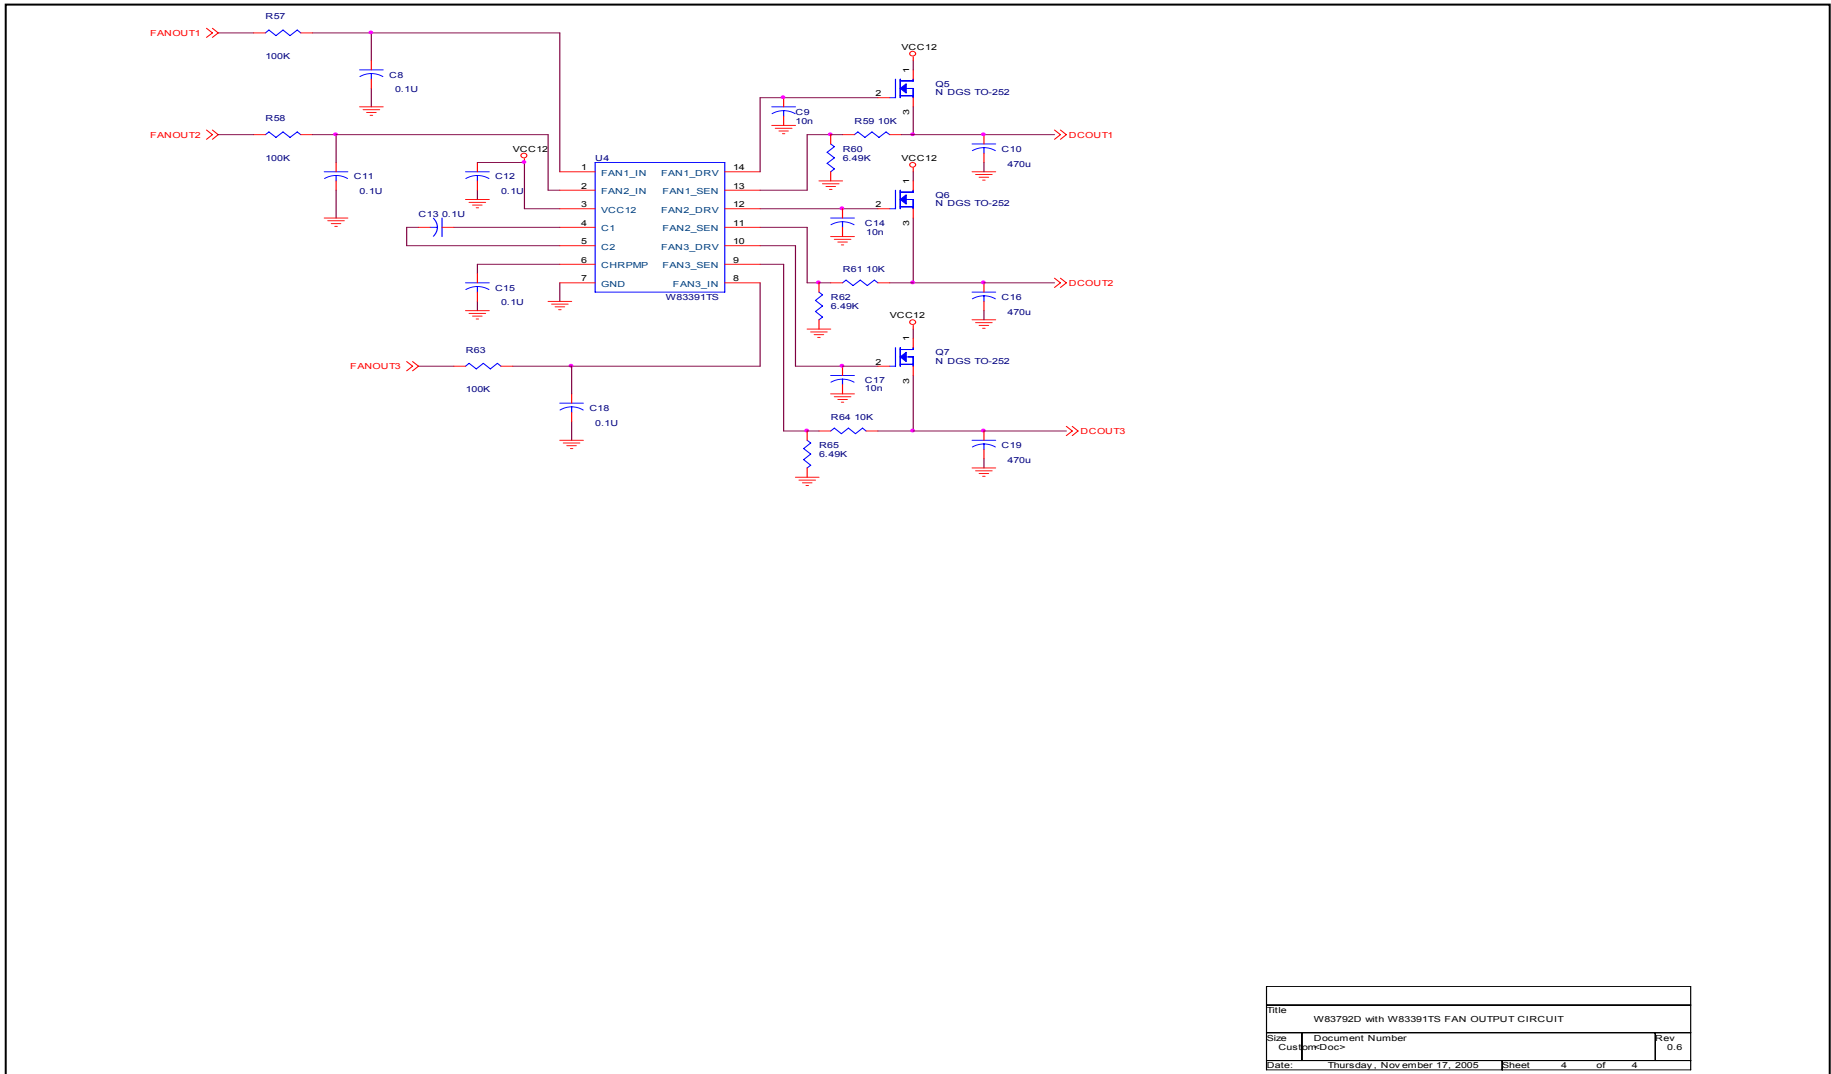 R57
FANOUT1
100K
C8
0.1U
R58
FANOUT2
100K
C11
0.1U
VCC12
C12
0.1U
C13 0.1U
C15
0.1U
U4
1 FAN1_IN FAN1_DRV 14
2 FAN2_IN FAN1_SEN 13
3 VCC12 FAN2_DRV 12
4 C1 FAN2_SEN 11
5 C2 FAN3_DRV 10
6 CHRPMP FAN3_SEN 9
7 GND FAN3_IN 8
W83391TS
R63
FANOUT3
100K
C18
0.1U
VCC12
1
Q5
N DGS TO-252
2
3
C9
10n
R59 10K
DCOUT1
R60
6.49K
C10
470u
VCC12
1
Q6
N DGS TO-252
2
3
C14
10n
R61 10K
DCOUT2
R62
6.49K
C16
470u
VCC12
1
Q7
N DGS TO-252
2
3
C17
10n
R64 10K
DCOUT3
R65
6.49K
C19
470u
Title
W83792D with W83391TS FAN OUTPUT CIRCUIT
Size Document Number Rev
Custom <Doc> 0.6
Date: Thursday, November 17, 2005 Sheet 4 of 4